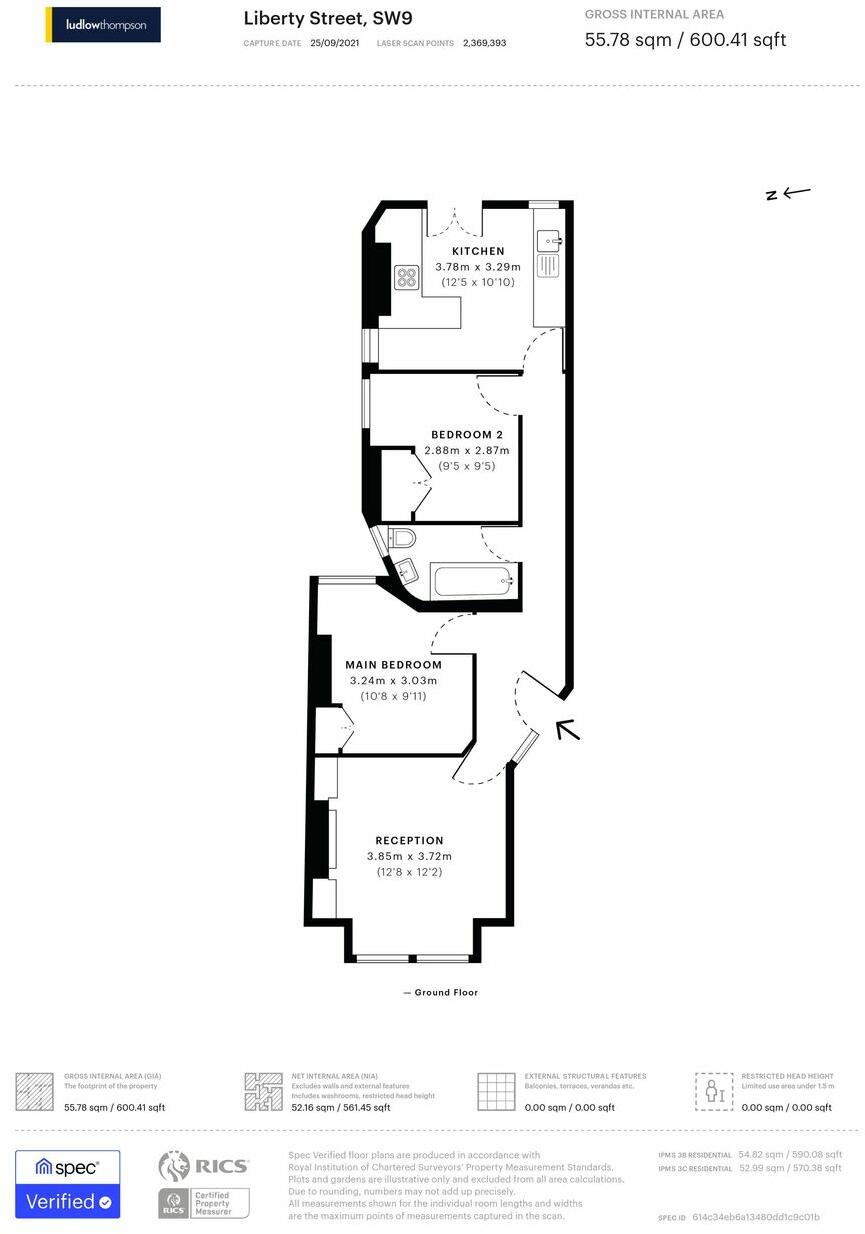 ludlowthompson
Liberty Street, SW9
CAPTURE DATE 25/09/2021 LASER SCAN POINTS 2,369,393
GROSS INTERNAL AREA
55.78 sqm / 600.41 sqft
N
KITCHEN
3.78m x 3.29m
(12'5 x 10'10)
BEDROOM 2
2.88m x 2.87m
(9'5 x 9'5)
MAIN BEDROOM
3.24m x 3.03m
(10'8 x 9'11)
RECEPTION
3.85m x 3.72m
(12'8 x 12'2)
— Ground Floor
GROSS INTERNAL AREA (GIA)
The footprint of the property
55.78 sqm / 600.41 sqft
NET INTERNAL AREA (NIA)
Excludes walls and external features
Includes washrooms, restricted head height
52.16 sqm / 561.45 sqft
EXTERNAL STRUCTURAL FEATURES
Balconies, terraces, verandas etc.
0.00 sqm / 0.00 sqft
RESTRICTED HEAD HEIGHT
Limited use area under 1.5 m
0.00 sqm / 0.00 sqft
spec
Verified
RICS
RICS
Certified
Property
Measurer
Spec Verified floor plans are produced in accordance with
Royal Institution of Chartered Surveyors' Property Measurement Standards.
Plots and gardens are illustrative only and excluded from all area calculations.
Due to rounding, numbers may not add up precisely.
All measurements shown for the individual room lengths and widths
are the maximum points of measurements captured in the scan.
IPMS 3B RESIDENTIAL 54.82 sqm / 590.08 sqft
IPMS 3C RESIDENTIAL 52.99 sqm / 570.38 sqft
SPEC ID 614c34eb6a13480dd1c9c01b